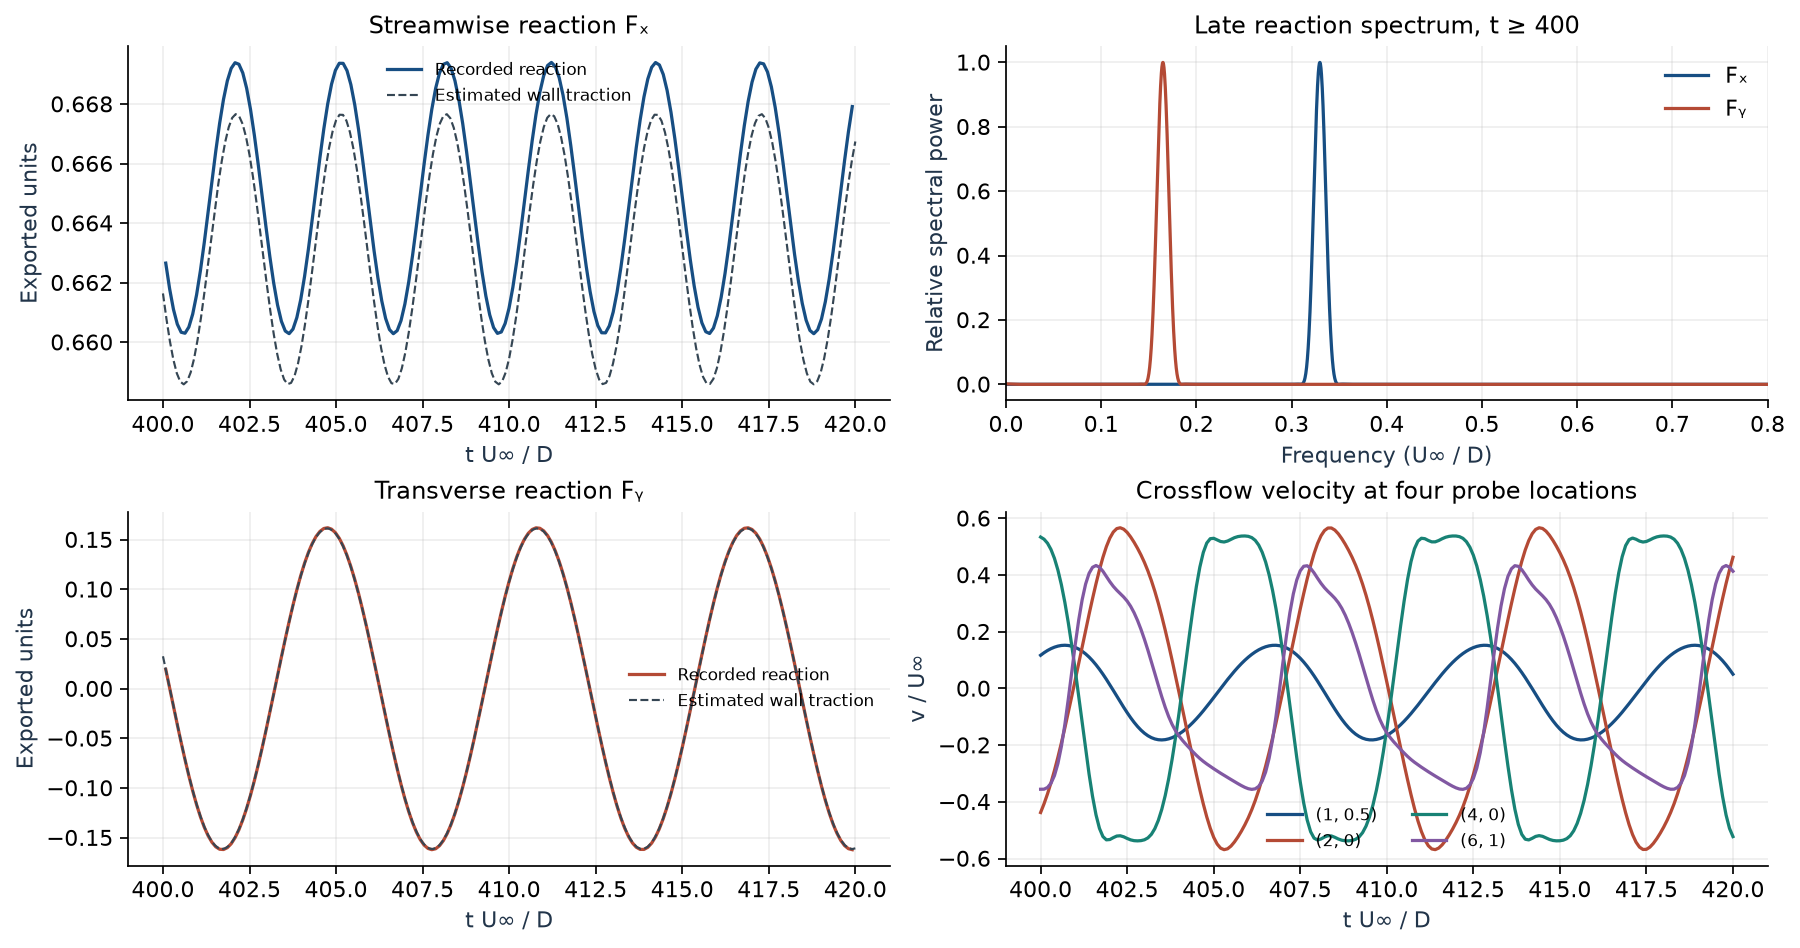 Streamwise reaction Fₓ
Exported units
0.668
0.666
0.664
0.662
0.660
Recorded reaction
Estimated wall traction
400.0 402.5 405.0 407.5 410.0 412.5 415.0 417.5 420.0
t U∞ / D
Late reaction spectrum, t ≥ 400
Relative spectral power
1.0
0.8
0.6
0.4
0.2
0.0
Fₓ
Fᵧ
0.0 0.1 0.2 0.3 0.4 0.5 0.6 0.7 0.8
Frequency (U∞ / D)
Transverse reaction Fᵧ
Exported units
0.15
0.10
0.05
0.00
−0.05
−0.10
−0.15
Recorded reaction
Estimated wall traction
400.0 402.5 405.0 407.5 410.0 412.5 415.0 417.5 420.0
t U∞ / D
Crossflow velocity at four probe locations
v / U∞
0.6
0.4
0.2
0.0
−0.2
−0.4
−0.6
(1, 0.5) (4, 0)
(2, 0) (6, 1)
400.0 402.5 405.0 407.5 410.0 412.5 415.0 417.5 420.0
t U∞ / D